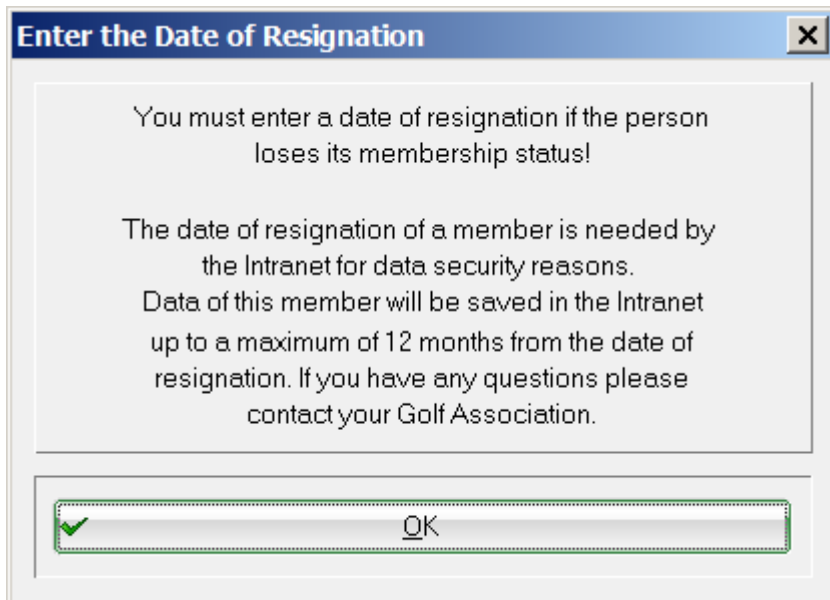 Enter the Date of Resignation
You must enter a date of resignation if the person
loses its membership status!
The date of resignation of a member is needed by
the Intranet for data security reasons.
Data of this member will be saved in the Intranet
up to a maximum of 12 months from the date of
resignation. If you have any questions please
contact your Golf Association.
OK